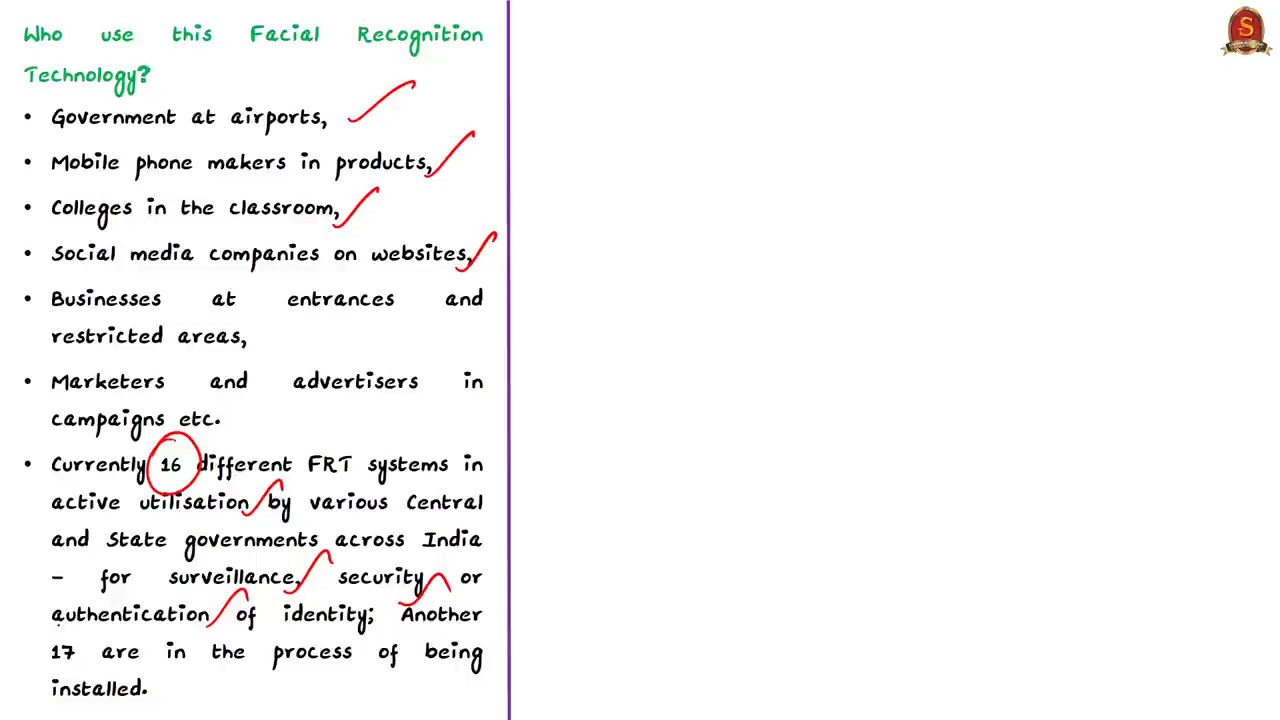 Who use this Facial Recognition
Technology?
• Government at airports,
• Mobile phone makers in products,
• Colleges in the classroom,
• Social media companies on websites,
• Businesses at entrances and
restricted areas,
• Marketers and advertisers in
campaigns etc.
• Currently 16 different FRT systems in
active utilisation by various Central
and State governments across India
– for surveillance, security or
authentication of identity; Another
17 are in the process of being
installed.
S